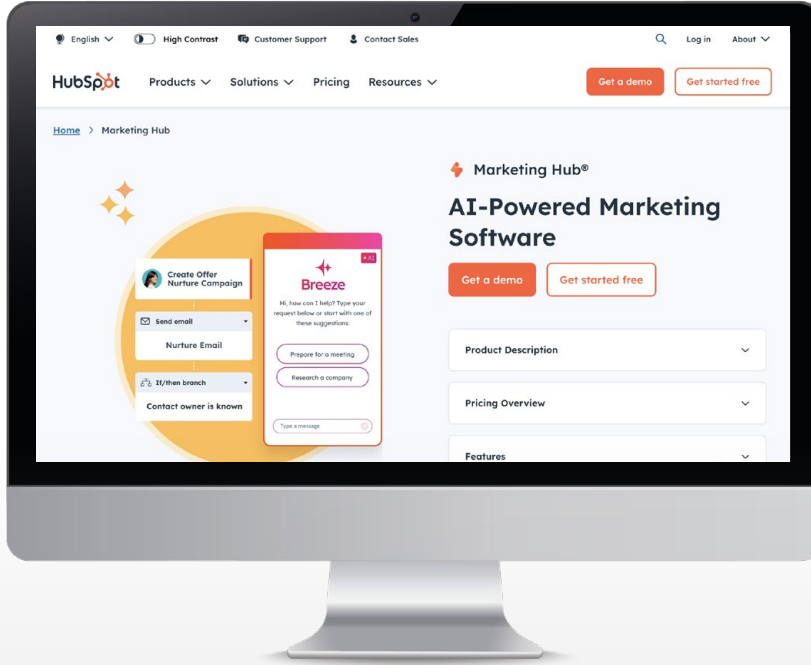 English
High Contrast
Customer Support
Contact Sales
Log in
About
HubSpot
Products
Solutions
Pricing
Resources
Get a demo
Get started free
Home > Marketing Hub
Marketing Hub®
AI-Powered Marketing
Software
Get a demo
Get started free
Product Description
Pricing Overview
Features
Create Offer
Nurture Campaign
Send email
Nurture Email
If/then branch
Contact owner is known
AI
Breeze
Hi, how can I help? Type your
request below or start with one of
these suggestions:
Prepare for a meeting
Research a company
Type a message